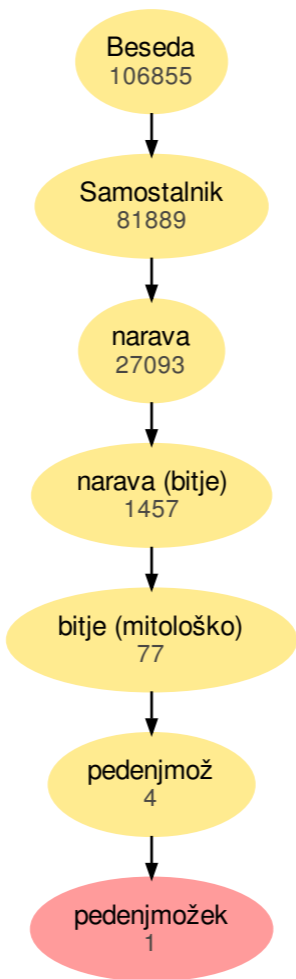 Beseda
106855
Samostalnik
81889
narava
27093
narava (bitje)
1457
bitje (mitološko)
77
pedenjmož
4
pedenjmožek
1